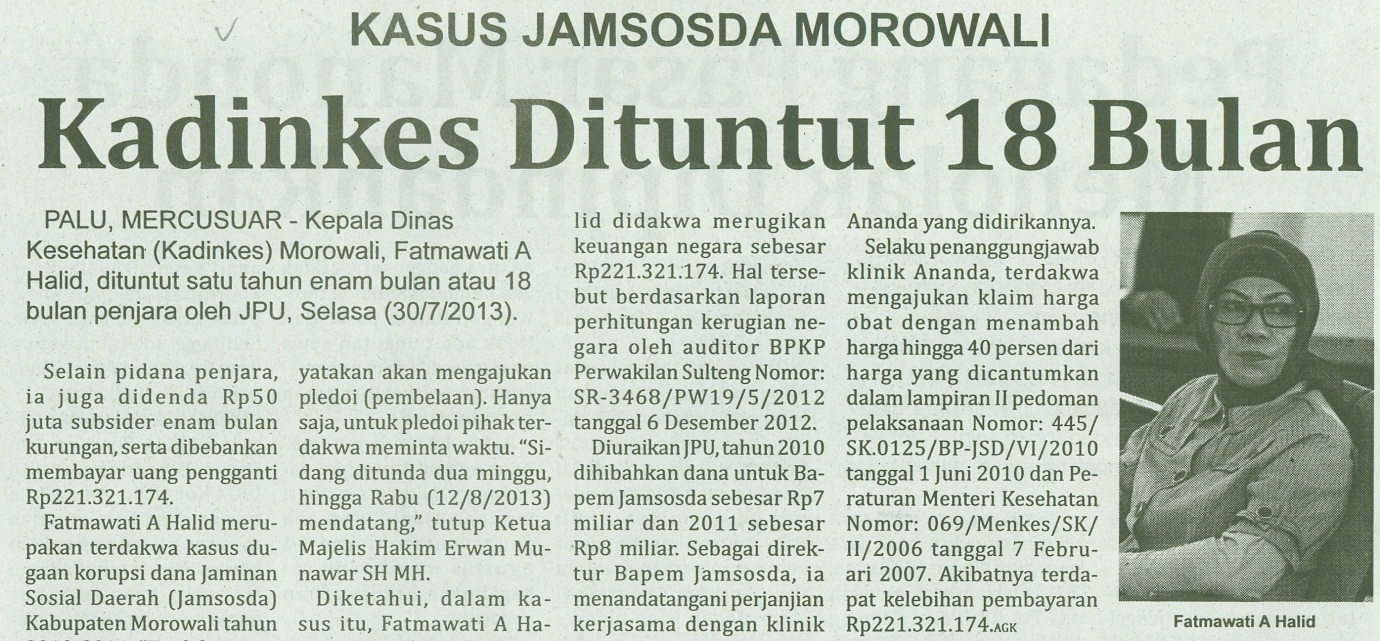 KASUS JAMSOSDA MOROWALI
Kadinkes Dituntut 18 Bulan
PALU, MERCUSUAR - Kepala Dinas
Kesehatan (Kadinkes) Morowali, Fatmawati A
Halid, dituntut satu tahun enam bulan atau 18
bulan penjara oleh JPU, Selasa (30/7/2013).
Selain pidana penjara,
ia juga didenda Rp50
juta subsider enam bulan
kurungan, serta dibebankan
membayar uang pengganti
Rp221.321.174.
Fatmawati A Halid meru-
pakan terdakwa kasus du-
gaan korupsi dana Jaminan
Sosial Daerah (Jamsosda)
Kabupaten Morowali tahun
yatakan akan mengajukan
pledoi (pembelaan). Hanya
saja, untuk pledoi pihak ter-
dakwa meminta waktu. “Si-
dang ditunda dua minggu,
hingga Rabu (12/8/2013)
mendatang,” tutup Ketua
Majelis Hakim Erwan Mu-
nawar SH MH.
Diketahui, dalam ka-
sus itu, Fatmawati A Ha-
lid didakwa merugikan
keuangan negara sebesar
Rp221.321.174. Hal terse-
but berdasarkan laporan
perhitungan kerugian ne-
gara oleh auditor BPKP
Perwakilan Sulteng Nomor:
SR-3468/PW19/5/2012
tanggal 6 Desember 2012.
Diuraikan JPU, tahun 2010
dihibahkan dana untuk Ba-
pem Jamsosda sebesar Rp7
miliar dan 2011 sebesar
Rp8 miliar. Sebagai direk-
tur Bapem Jamsosda, ia
menandatangani perjanjian
kerjasama dengan klinik
Ananda yang didirikannya.
Selaku penanggungjawab
klinik Ananda, terdakwa
mengajukan klaim harga
obat dengan menambah
harga hingga 40 persen dari
harga yang dicantumkan
dalam lampiran II pedoman
pelaksanaan Nomor: 445/
SK.0125/BP-JSD/VI/2010
tanggal 1 Juni 2010 dan Pe-
raturan Menteri Kesehatan
Nomor: 069/Menkes/SK/
II/2006 tanggal 7 Febru-
ari 2007. Akibatnya terda-
pat kelebihan pembayaran
Rp221.321.174.AGK
Fatmawati A Halid